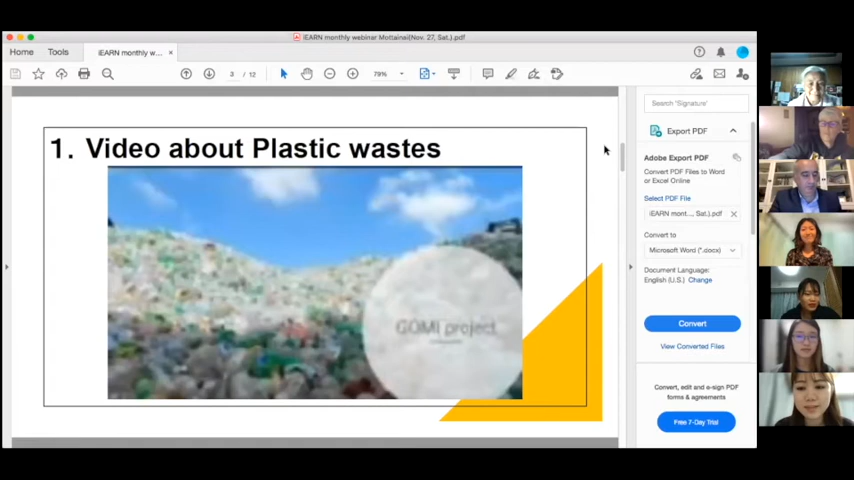 iEARN monthly webinar Mottainai(Nov. 27, Sat.).pdf
Home
Tools
iEARN monthly w...
×
3 / 12
79%
1. Video about Plastic wastes
GOMI project
Search 'Signature'
Export PDF
Adobe Export PDF
Convert PDF Files to Word
or Excel Online
Select PDF File
iEARN mont..., Sat.).pdf
Convert to
Microsoft Word (*.docx)
Document Language:
English (U.S.) Change
Convert
View Converted Files
Convert, edit and e-sign PDF
forms & agreements
Free 7-Day Trial